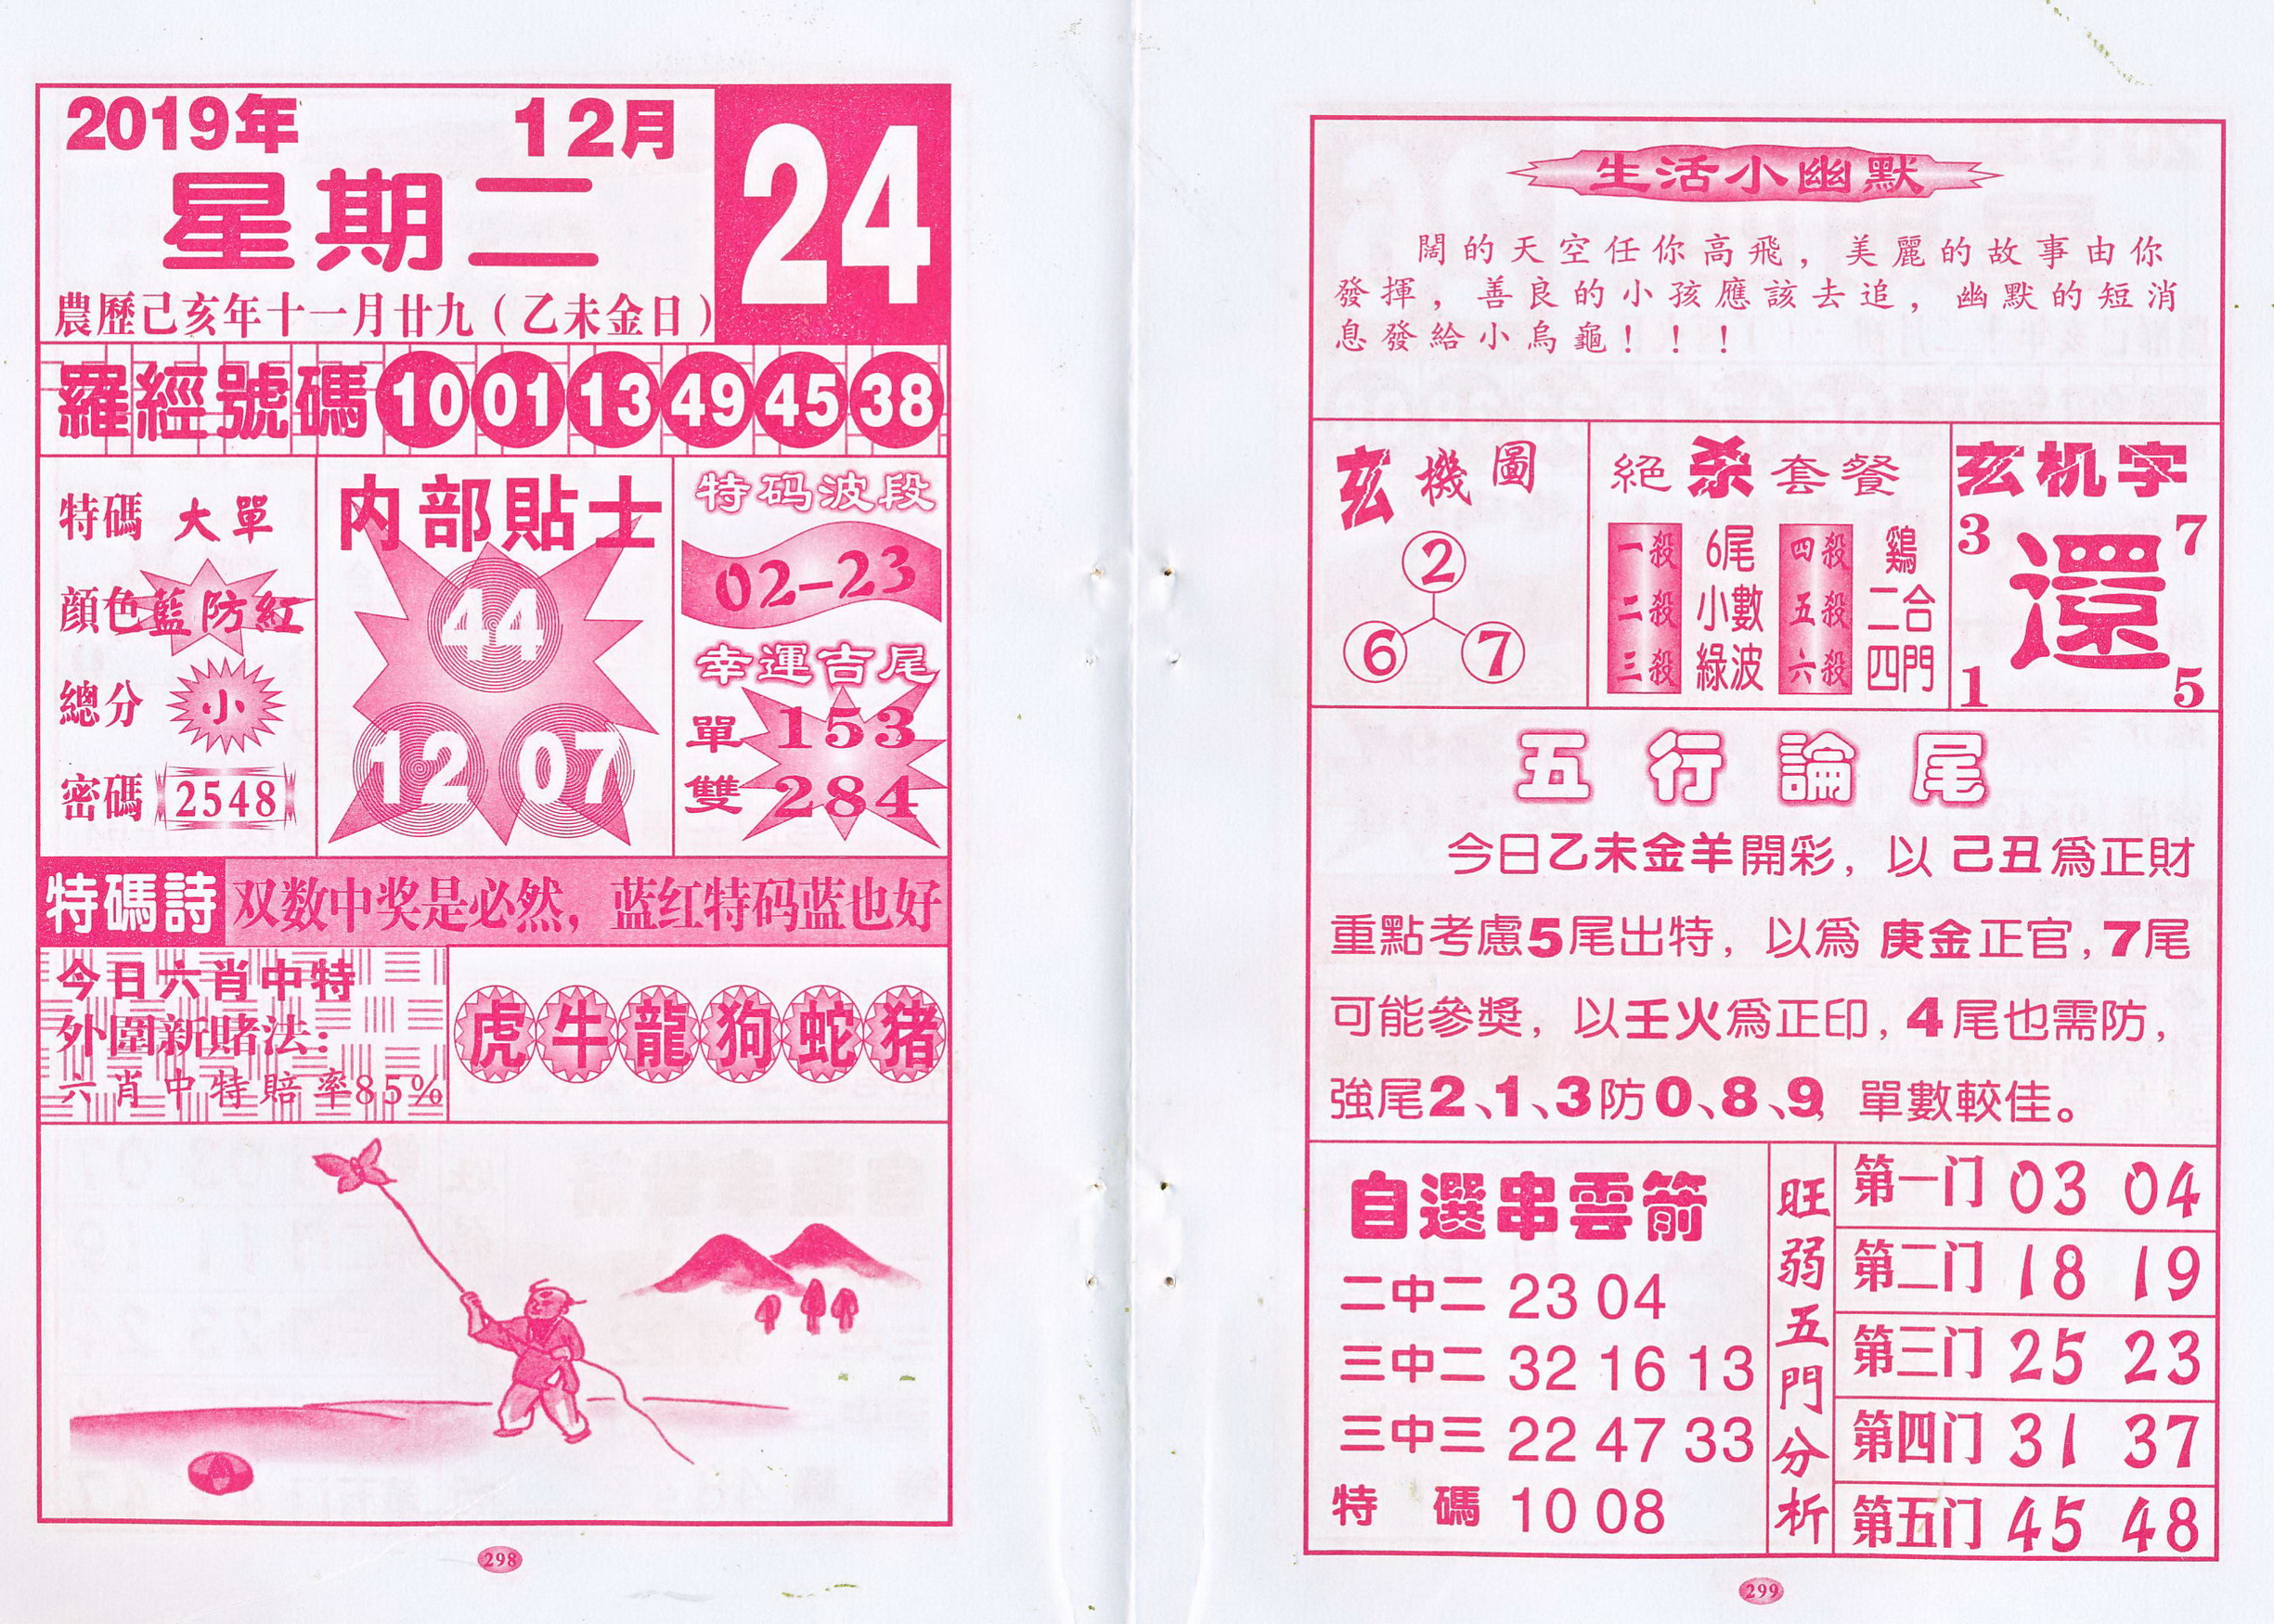 2019年 12月
24
星期二
農歷己亥年十一月廿九（乙未金日）
羅經號碼 10 01 13 49 45 38
特碼 大單
顔色 藍防紅
總分 小
密碼 2548
内部貼士
44
12 07
特码波段
02-23
幸運吉尾
單 153
雙 284
特碼詩 双数中奖是必然，蓝红特码蓝也好
今日六肖中特
外圍新賭法：
六肖中特賠率85%
虎 牛 龍 狗 蛇 猪
298
生活小幽默
闊的天空任你高飛，美麗的故事由你
發揮，善良的小孩應該去追，幽默的短消
息發給小烏龜！！！
玄機圖
2
6 7
絕杀套餐
一殺 6尾 四殺 鷄
二殺 小數 五殺 二合
三殺 綠波 六殺 四門
玄机字
3 7
還
1 5
五行論尾
今日乙未金羊開彩，以己丑爲正財
重點考慮5尾出特，以爲庚金正官，7尾
可能參獎，以壬火爲正印，4尾也需防，
強尾2、1、3防0、8、9，單數較佳。
自選串雲箭
二中二 23 04
三中二 32 16 13
三中三 22 47 33
特碼 10 08
旺弱五門分析
第一门 03 04
第二门 18 19
第三门 25 23
第四门 31 37
第五门 45 48
299